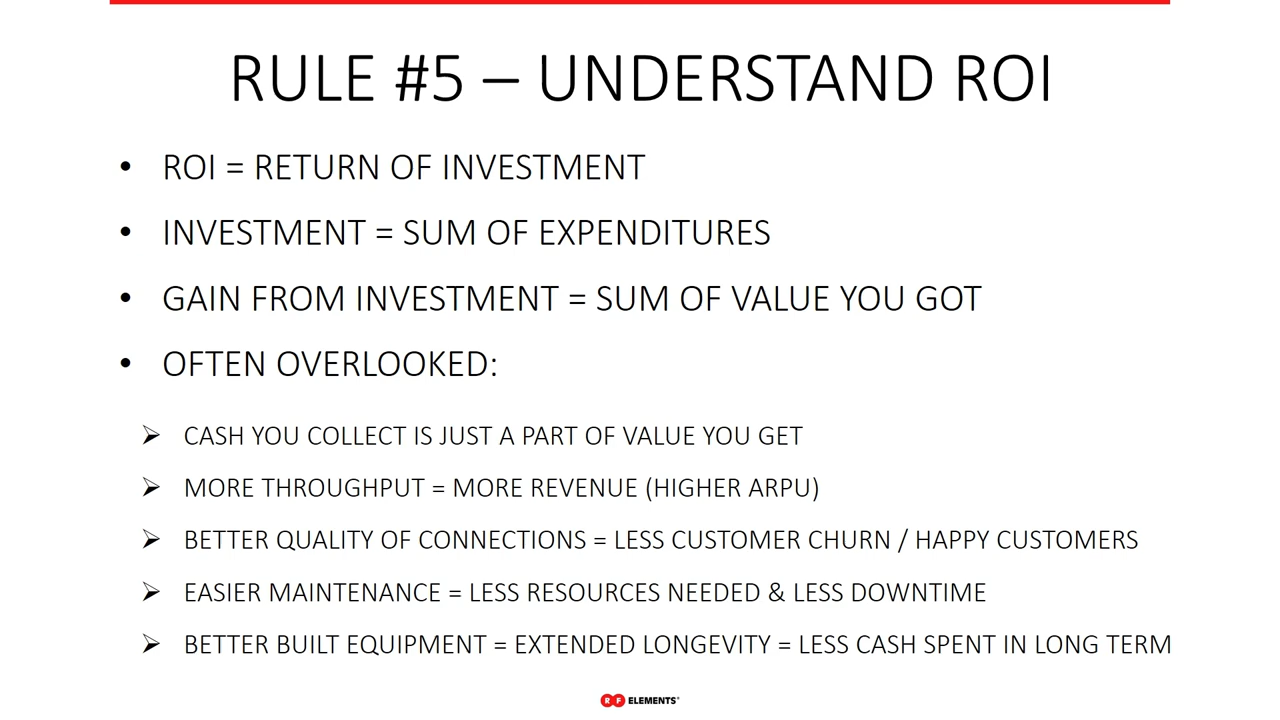 RULE #5 – UNDERSTAND ROI
• ROI = RETURN OF INVESTMENT
• INVESTMENT = SUM OF EXPENDITURES
• GAIN FROM INVESTMENT = SUM OF VALUE YOU GOT
• OFTEN OVERLOOKED:
➢ CASH YOU COLLECT IS JUST A PART OF VALUE YOU GET
➢ MORE THROUGHPUT = MORE REVENUE (HIGHER ARPU)
➢ BETTER QUALITY OF CONNECTIONS = LESS CUSTOMER CHURN / HAPPY CUSTOMERS
➢ EASIER MAINTENANCE = LESS RESOURCES NEEDED & LESS DOWNTIME
➢ BETTER BUILT EQUIPMENT = EXTENDED LONGEVITY = LESS CASH SPENT IN LONG TERM
RF ELEMENTS®